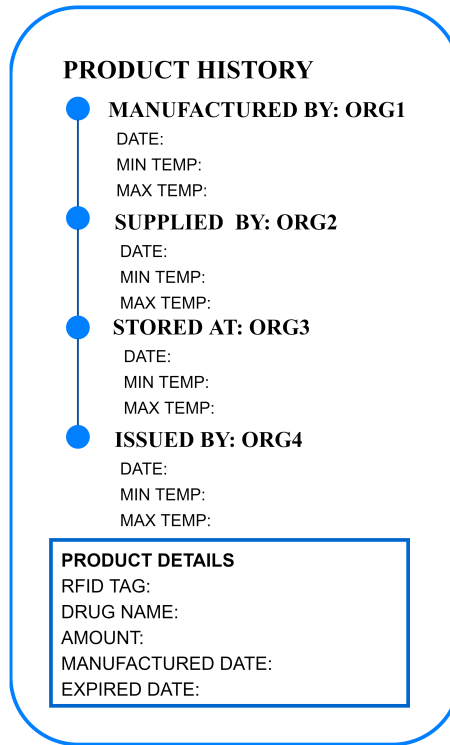 PRODUCT HISTORY
MANUFACTURED BY: ORG1
DATE:
MIN TEMP:
MAX TEMP:
SUPPLIED  BY: ORG2
DATE:
MIN TEMP:
MAX TEMP:
STORED AT: ORG3
DATE:
MIN TEMP:
MAX TEMP:
ISSUED BY: ORG4
DATE:
MIN TEMP:
MAX TEMP:
PRODUCT DETAILS
RFID TAG:
DRUG NAME:
AMOUNT:
MANUFACTURED DATE:
EXPIRED DATE: